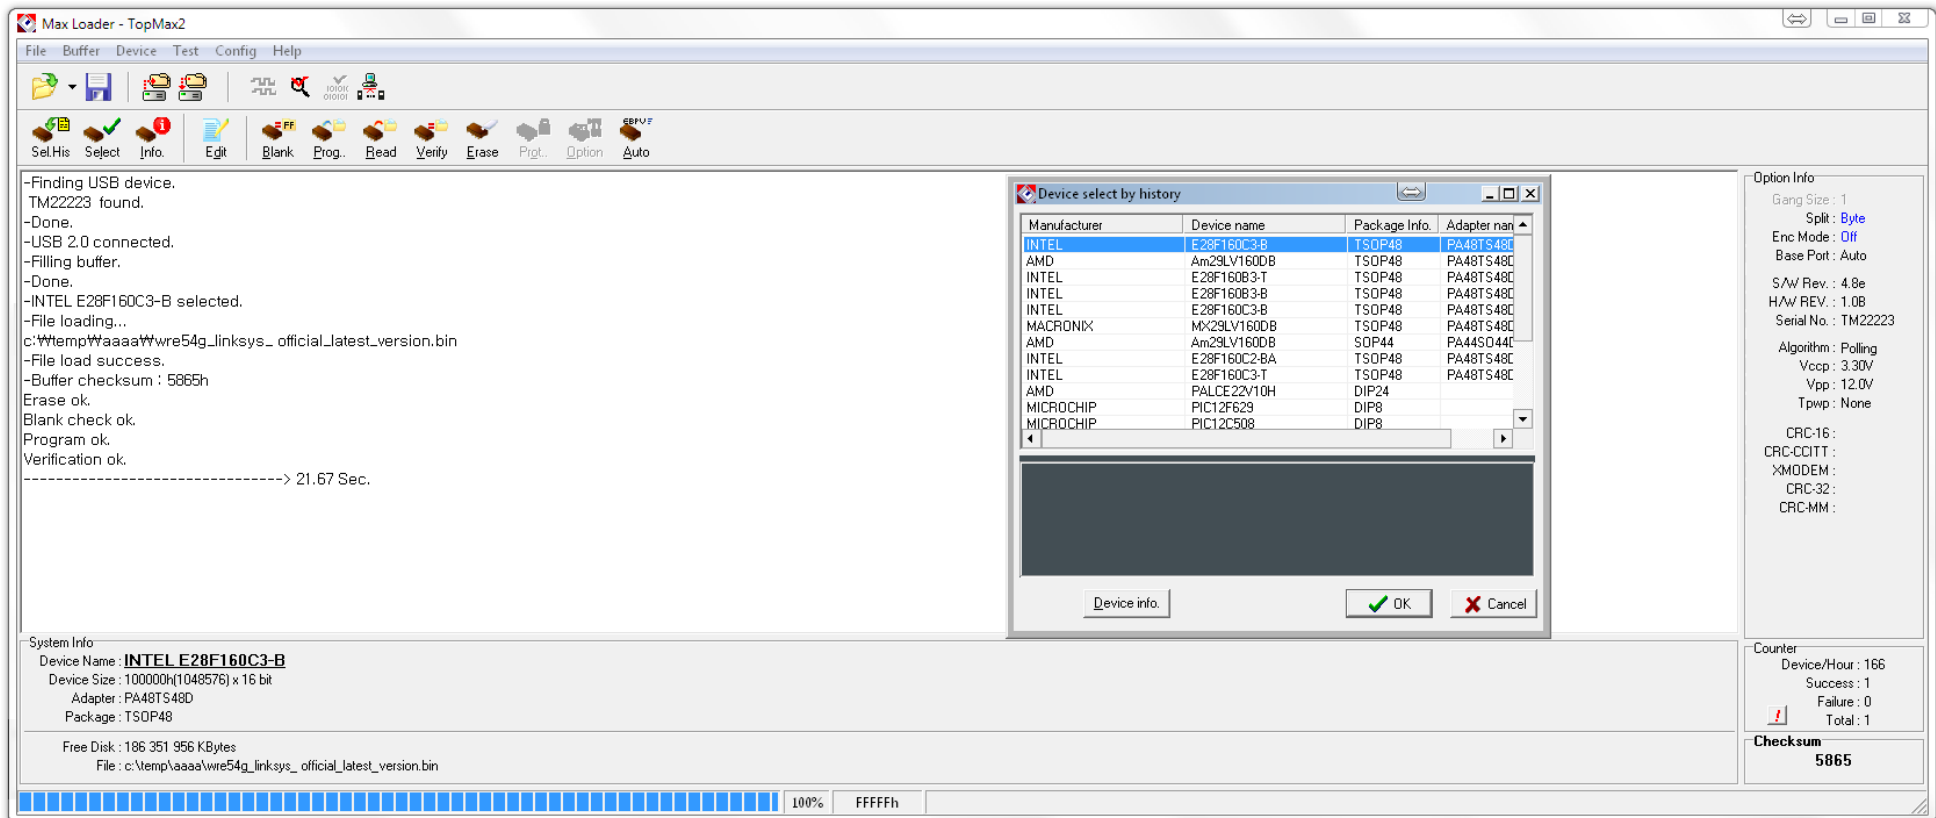 Max Loader - TopMax2
File Buffer Device Test Config Help
Sel.His Select Info. Edit Blank Prog.. Read Verify Erase Prot.. Option Auto
-Finding USB device.
TM22223 found.
-Done.
-USB 2.0 connected.
-Filling buffer.
-Done.
-INTEL E28F160C3-B selected.
-File loading...
c:₩temp₩aaaa₩wre54g_linksys_ official_latest_version.bin
-File load success.
-Buffer checksum : 5865h
Erase ok.
Blank check ok.
Program ok.
Verification ok.
--------------------------------> 21.67 Sec.
Device select by history
Manufacturer Device name Package Info. Adapter nan
INTEL E28F160C3-B TSOP48 PA48TS48D
AMD Am29LV160DB TSOP48 PA48TS48D
INTEL E28F160B3-T TSOP48 PA48TS48D
INTEL E28F160B3-B TSOP48 PA48TS48D
INTEL E28F160C3-B TSOP48 PA48TS48D
MACRONIX MX29LV160DB TSOP48 PA48TS48D
AMD Am29LV160DB SOP44 PA44SO44D
INTEL E28F160C2-BA TSOP48 PA48TS48D
INTEL E28F160C3-T TSOP48 PA48TS48D
AMD PALCE22V10H DIP24
MICROCHIP PIC12F629 DIP8
MICROCHIP PIC12C508 DIP8
Device info. OK Cancel
Option Info
Gang Size : 1
Split : Byte
Enc Mode : Off
Base Port : Auto
S/W Rev. : 4.8e
H/W REV. : 1.0B
Serial No. : TM22223
Algorithm : Polling
Vccp : 3.30V
Vpp : 12.0V
Tpwp : None
CRC-16 :
CRC-CCITT :
XMODEM :
CRC-32 :
CRC-MM :
System Info
Device Name : INTEL E28F160C3-B
Device Size : 100000h(1048576) x 16 bit
Adapter : PA48TS48D
Package : TSOP48
Free Disk : 186 351 956 KBytes
File : c:\temp\aaaa\wre54g_linksys_ official_latest_version.bin
Counter
Device/Hour : 166
Success : 1
Failure : 0
Total : 1
Checksum
5865
100% FFFFFh